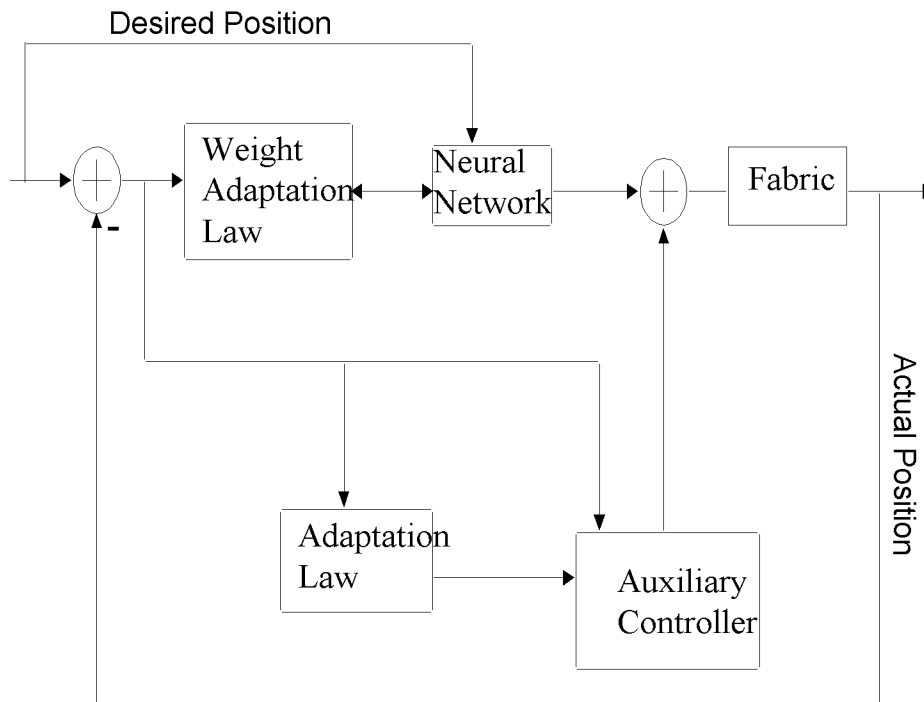 Desired Position
Weight
Adaptation
Law
Neural
Network
Fabric
-
Actual Position
Adaptation
Law
Auxiliary
Controller